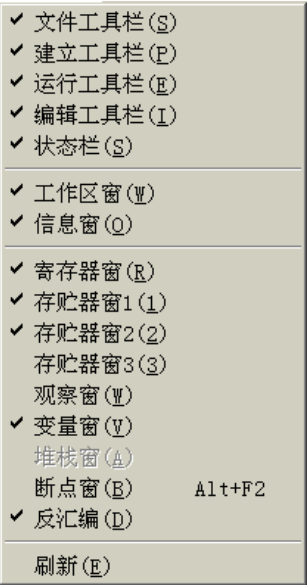 文件工具栏(S)
建立工具栏(P)
运行工具栏(E)
编辑工具栏(I)
状态栏(S)
工作区窗(W)
信息窗(O)
寄存器窗(R)
存贮器窗1(1)
存贮器窗2(2)
存贮器窗3(3)
观察窗(W)
变量窗(V)
堆栈窗(A)
断点窗(B) Alt+F2
反汇编(D)
刷新(E)